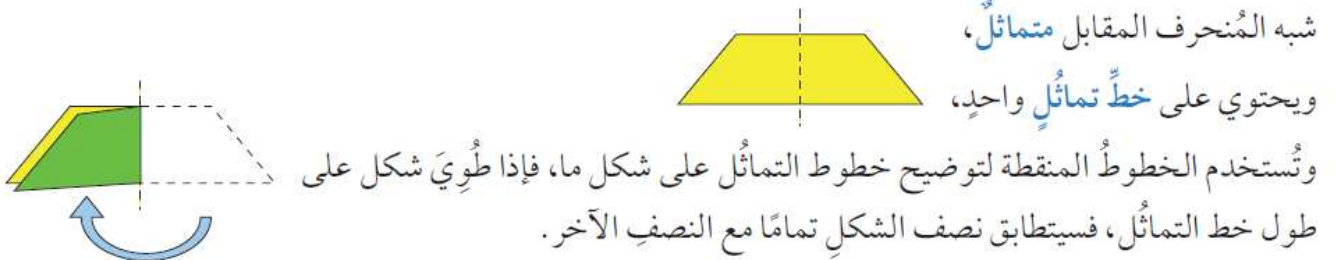 شبه المُنحرف المقابل متماثلٌ،
ويحتوي على خطِّ تماثُلٍ واحدٍ،
وتُستخدم الخطوطُ المنقطة لتوضيح خطوط التماثُل على شكل ما، فإذا طُوِيَ شكل على
طول خط التماثُل، فسيتطابق نصف الشكلِ تمامًا مع النصفِ الآخر.